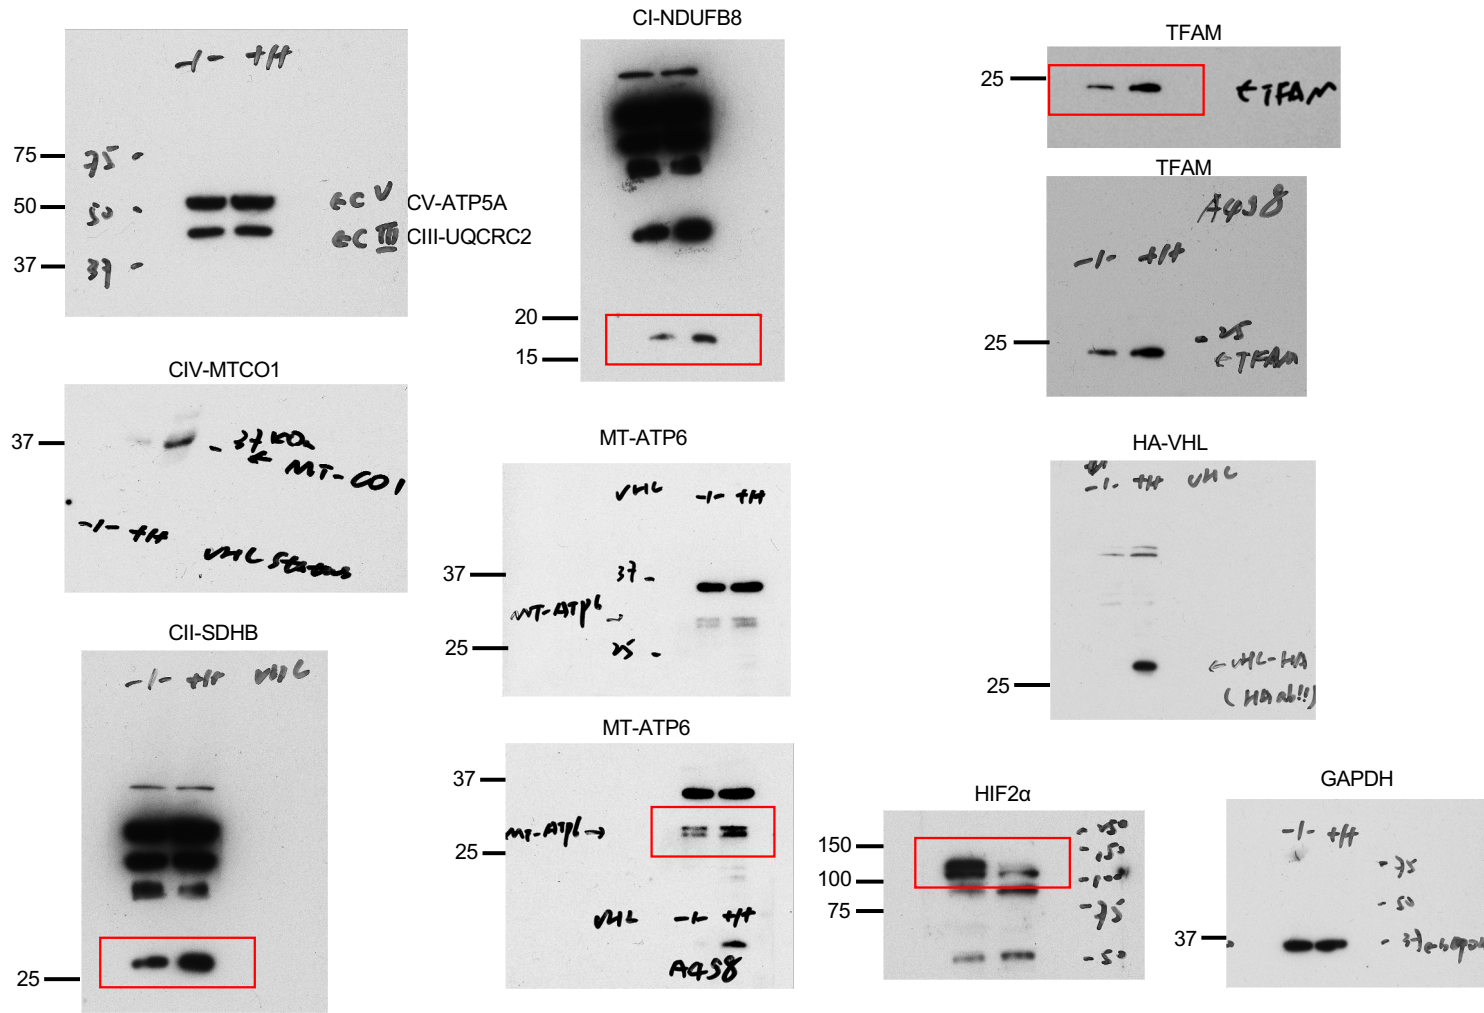 -/- +/+
75
75 -
50
50 -
← C V CV-ATP5A
← C III CIII-UQCRC2
37
37 -
CIV-MTCO1
37
- 37 KDa
← MT-CO1
-/- +/+ VHL Status
CII-SDHB
-/- +/+ VHL
25
CI-NDUFB8
20
15
MT-ATP6
VHL -/- +/+
37
37 -
MT-ATP6 →
25
25 -
MT-ATP6
37
MT-ATP6 →
25
VHL -/- +/+
A498
TFAM
25
← TFAM
TFAM
A498
-/- +/+
25
- 25
← TFAM
HA-VHL
-/- +/+ VHL
← VHL-HA
25
(HA ab!!)
HIF2α
- 250
150
- 150
100
- 100
75
- 75
- 50
GAPDH
-/- +/+
- 75
- 50
37
- 37